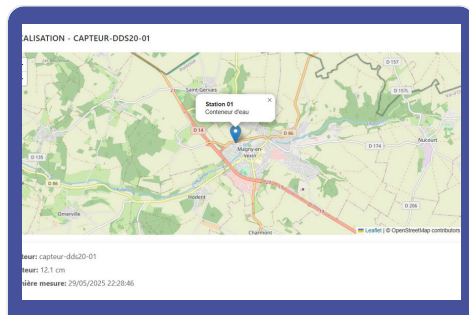 CALISATION - CAPTEUR-DDS20-01
D 157
D 157E
Saint-Gervais
Station 01
×
Conteneur d'eau
D 14
D 86
Nucourt
D 174
Magny-en-
Vexin
D 135
D 86
Hodent
D 206
Omerville
Charmont
Leaflet | © OpenStreetMap contributors
teur: capteur-dds20-01
teur: 12.1 cm
nière mesure: 29/05/2025 22:28:46